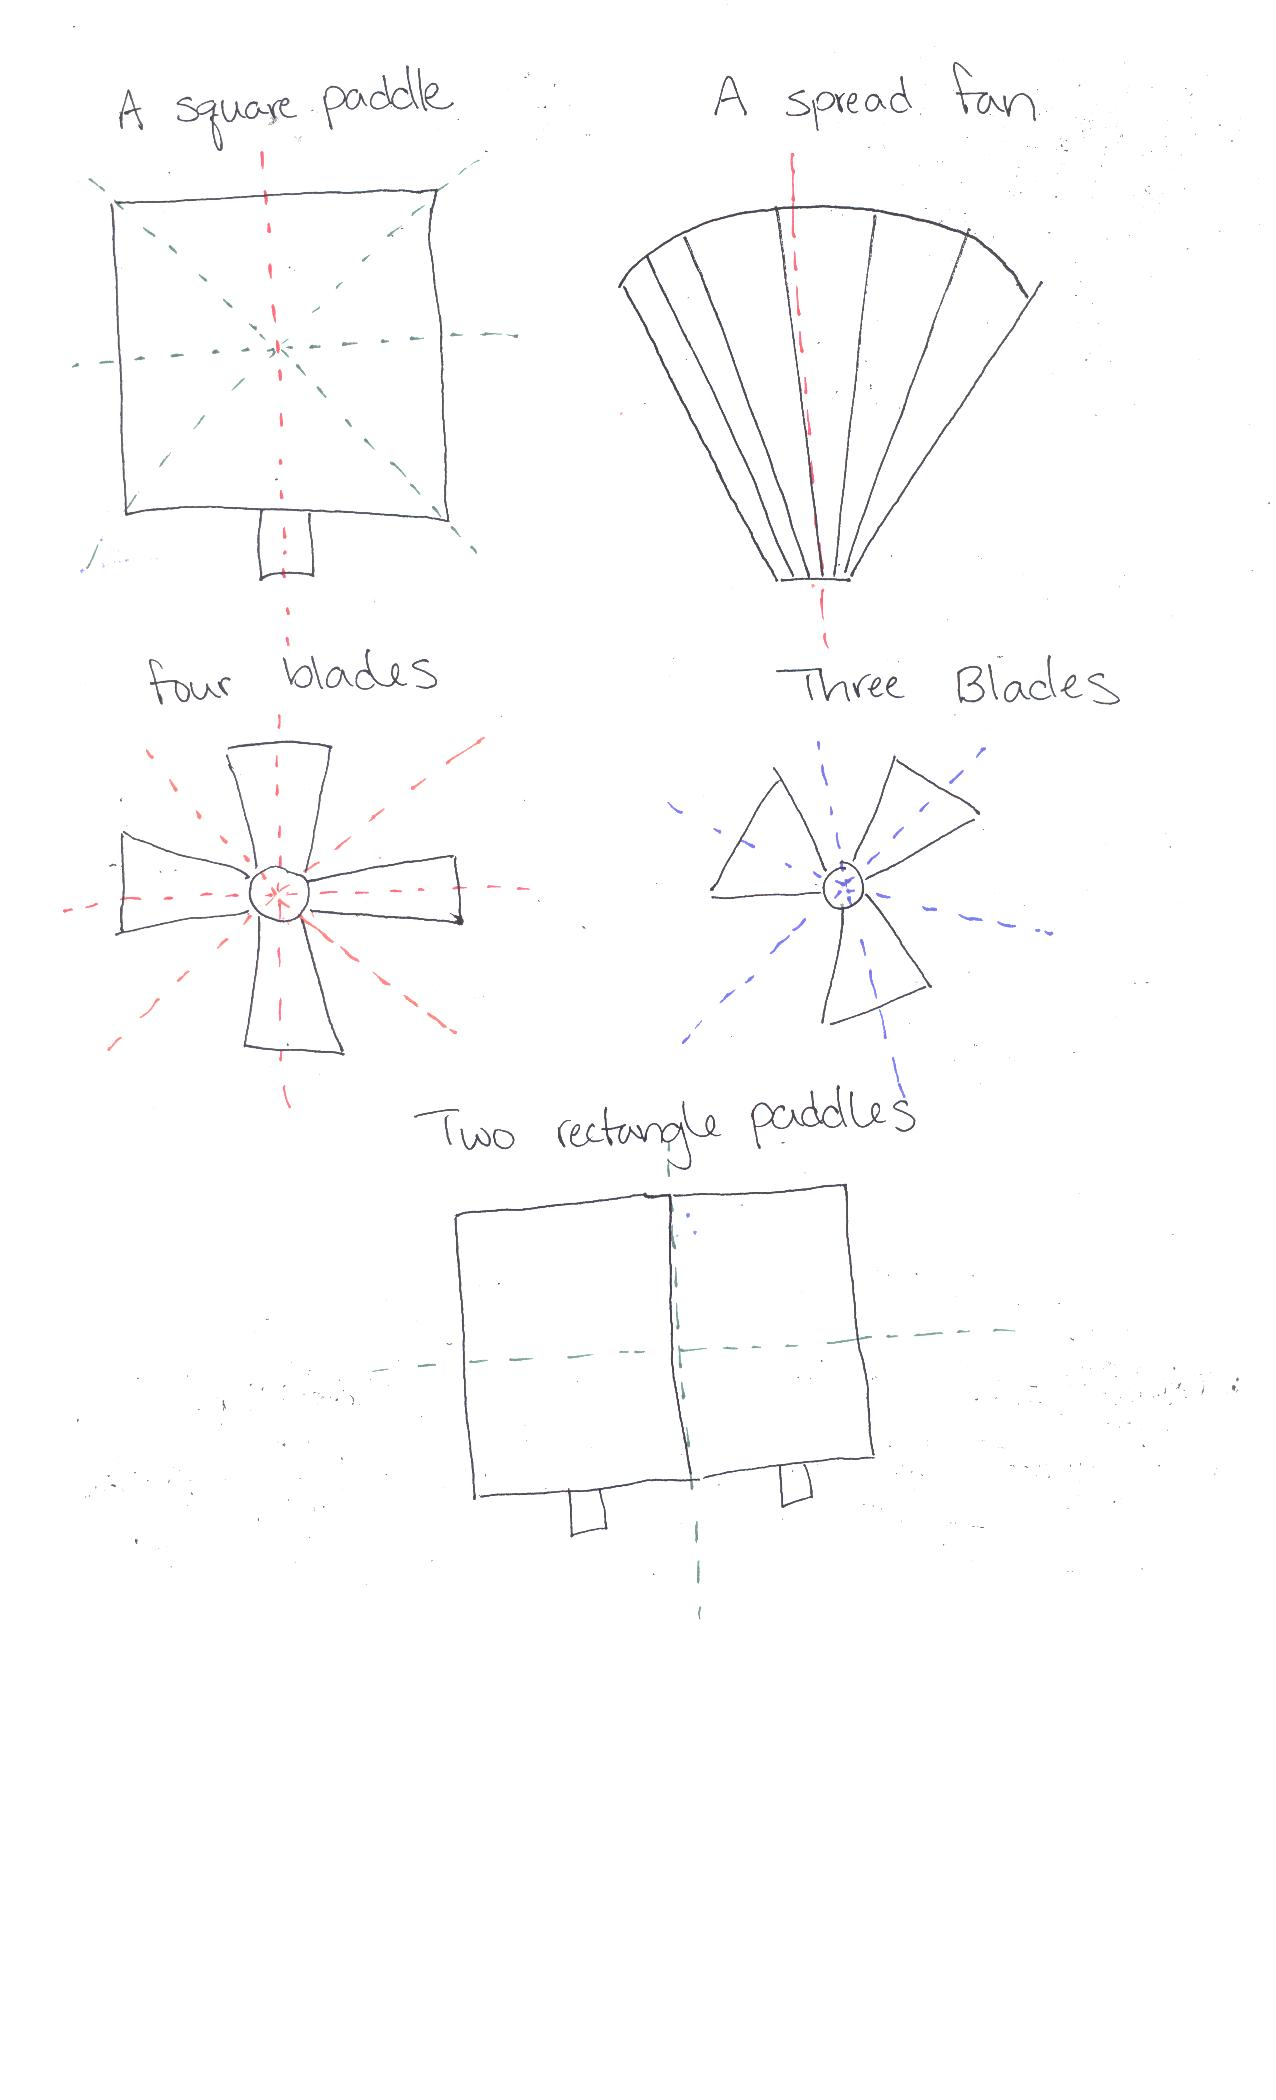 A square paddle
A spread fan
four blades
Three Blades
Two rectangle paddles